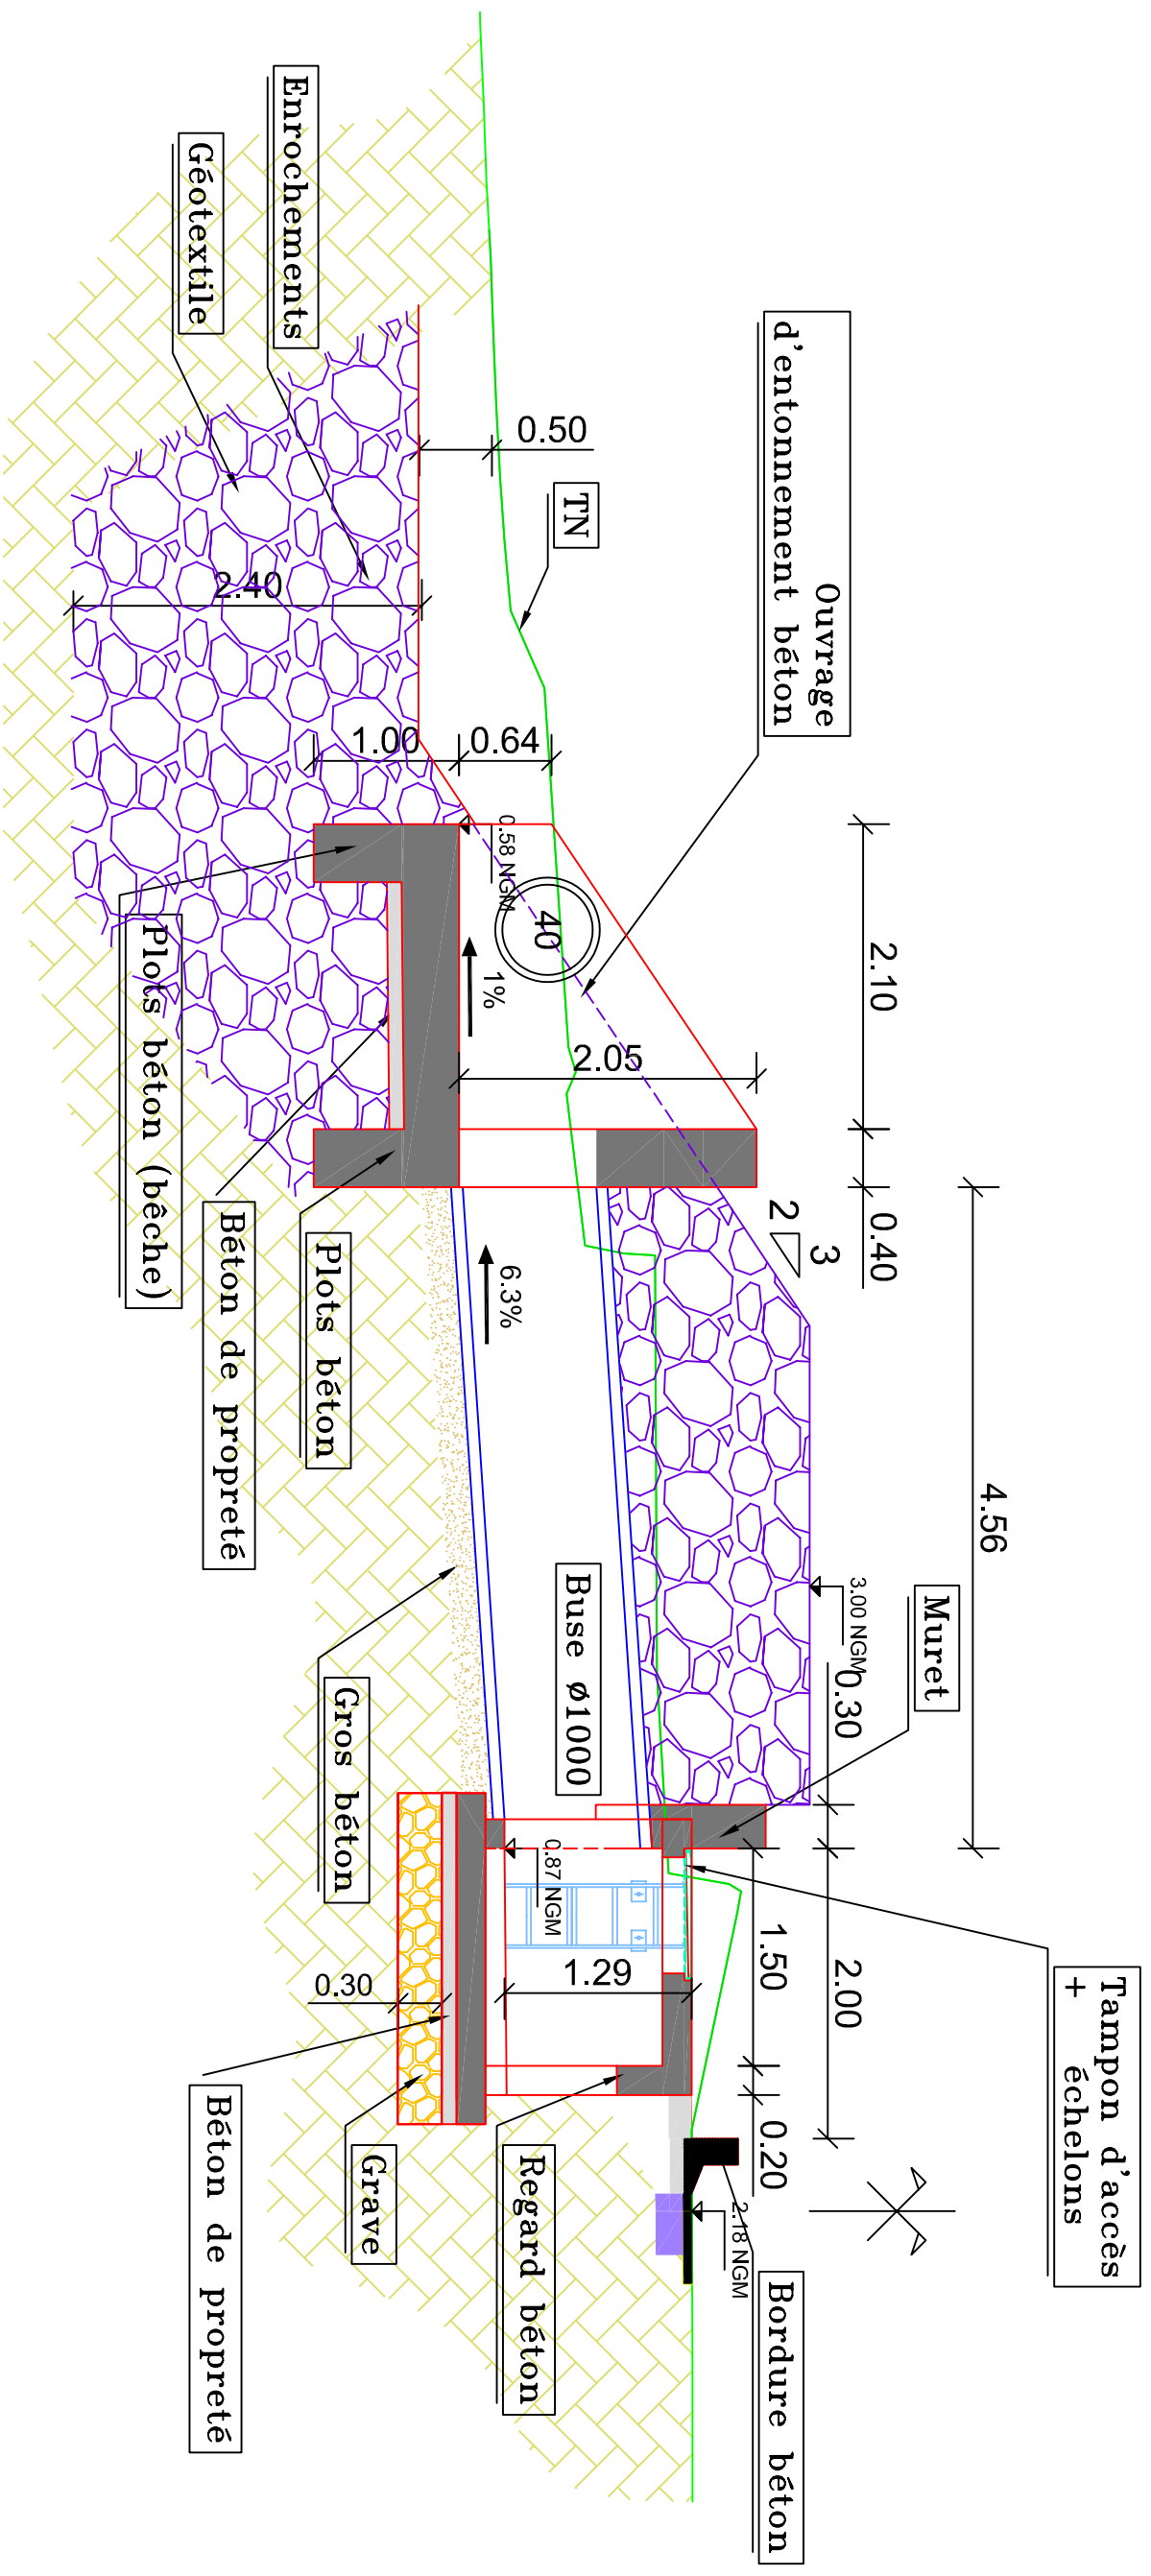 Tampon d'accès
+ échelons
4.56
Muret
2.10
0.40
3.00 NGM
0.30
2.00
1.50
0.20
Ouvrage
d'entonnement béton
2
3
2.18 NGM
Bordure béton
TN
0.50
0.64
1.00
2.40
0.58 NGM
40
1%
2.05
6.3%
Buse ø1000
0.87 NGM
1.29
0.30
Enrochements
Géotextile
Plots béton (bêche)
Béton de propreté
Plots béton
Gros béton
Béton de propreté
Grave
Regard béton